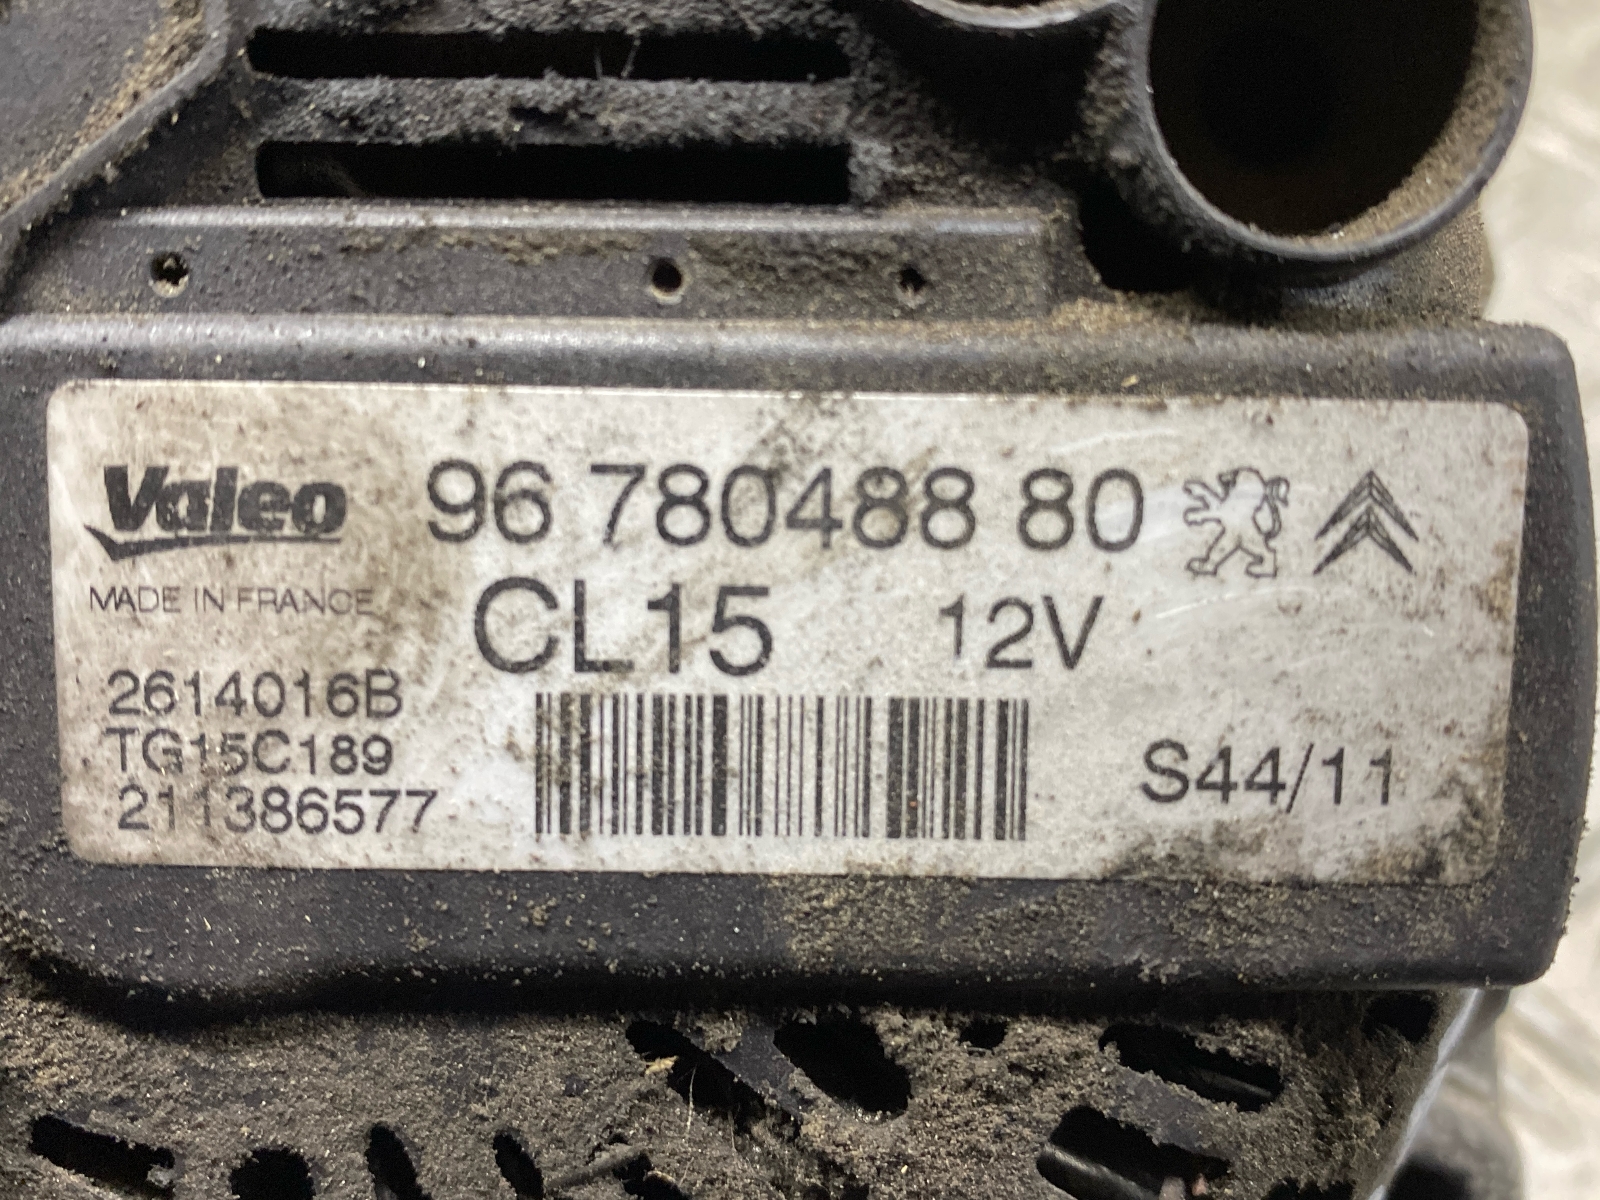 Valeo 96 780488 80
MADE IN FRANCE CL15 12V
2614016B
TG15C189
211386577
S44/11